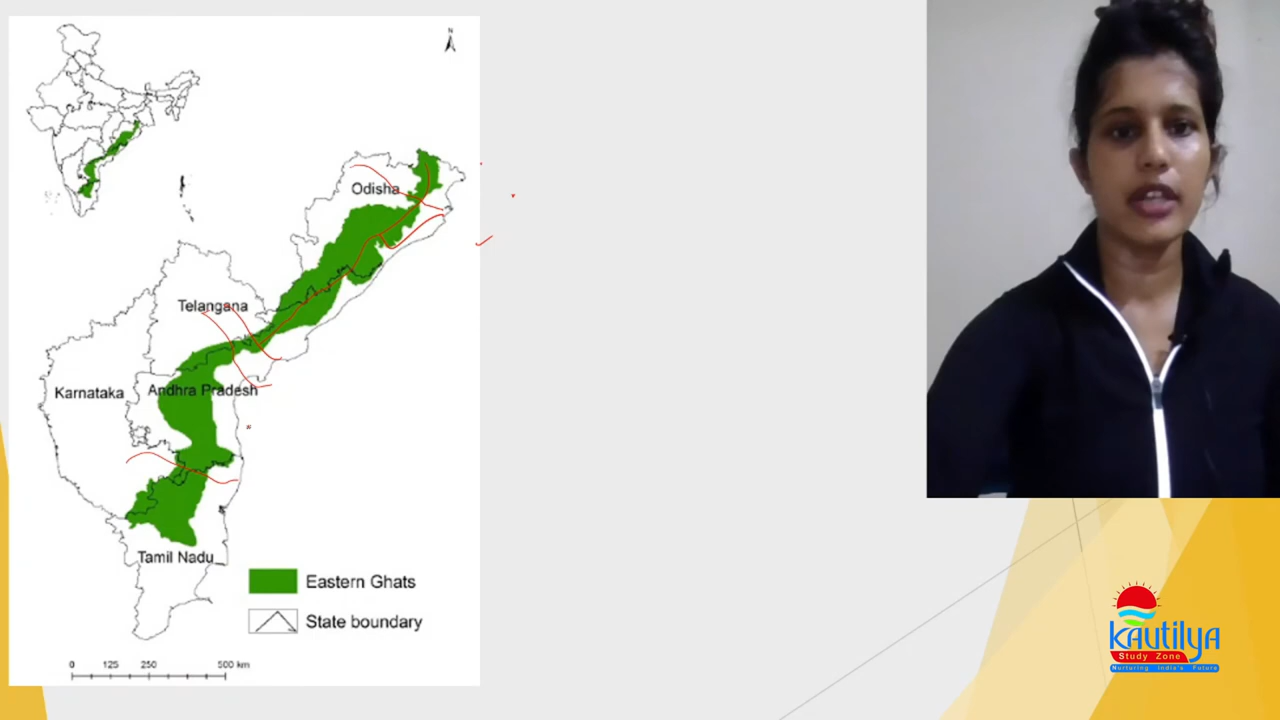 N
Odisha
Telangana
Karnataka
Andhra Pradesh
Tamil Nadu
Eastern Ghats
State boundary
0 125 250 500 km
kautilya
Study Zone
Nurturing India's Future